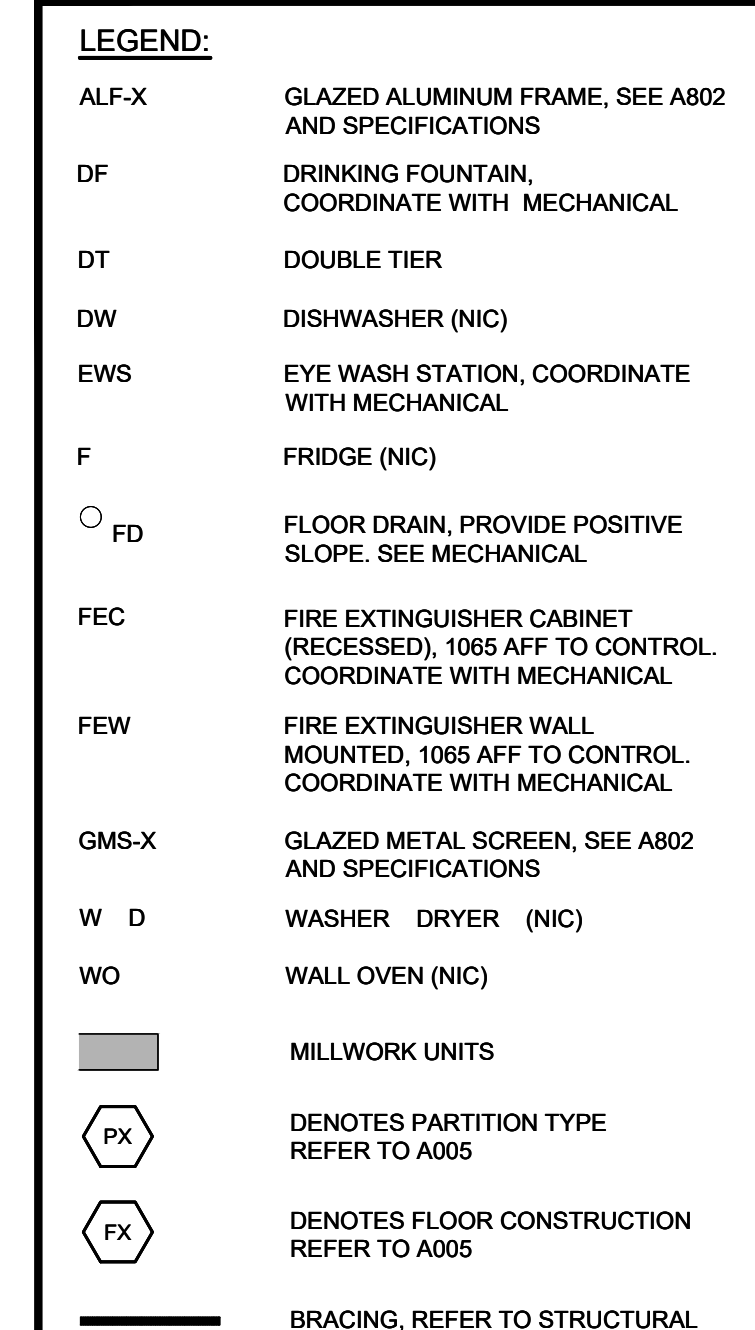 LEGEND:
ALF-X GLAZED ALUMINUM FRAME, SEE A802
AND SPECIFICATIONS
DF DRINKING FOUNTAIN,
COORDINATE WITH MECHANICAL
DT DOUBLE TIER
DW DISHWASHER (NIC)
EWS EYE WASH STATION, COORDINATE
WITH MECHANICAL
F FRIDGE (NIC)
FD FLOOR DRAIN, PROVIDE POSITIVE
SLOPE. SEE MECHANICAL
FEC FIRE EXTINGUISHER CABINET
(RECESSED), 1065 AFF TO CONTROL.
COORDINATE WITH MECHANICAL
FEW FIRE EXTINGUISHER WALL
MOUNTED, 1065 AFF TO CONTROL.
COORDINATE WITH MECHANICAL
GMS-X GLAZED METAL SCREEN, SEE A802
AND SPECIFICATIONS
W D WASHER DRYER (NIC)
WO WALL OVEN (NIC)
MILLWORK UNITS
PX DENOTES PARTITION TYPE
REFER TO A005
FX DENOTES FLOOR CONSTRUCTION
REFER TO A005
BRACING, REFER TO STRUCTURAL